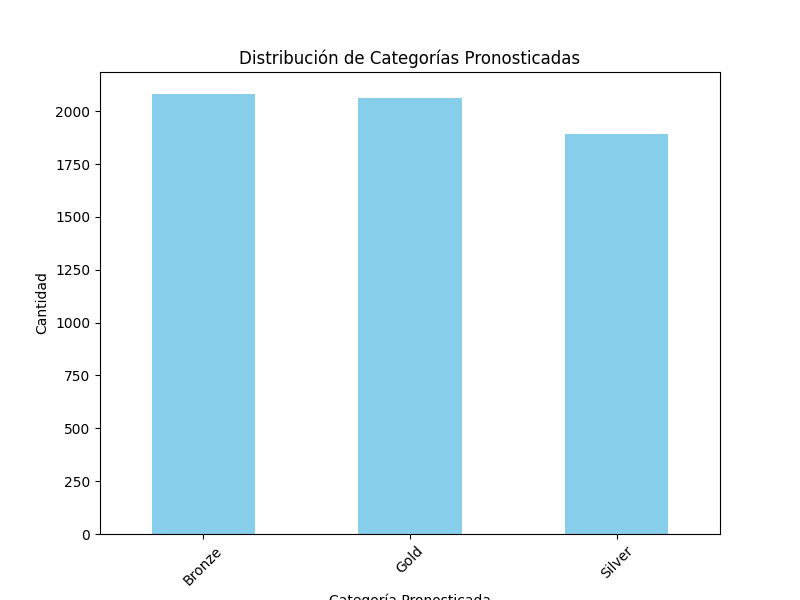 Distribución de Categorías Pronosticadas
Cantidad
2000
1750
1500
1250
1000
750
500
250
0
Bronze
Gold
Silver
Categoría Pronosticada